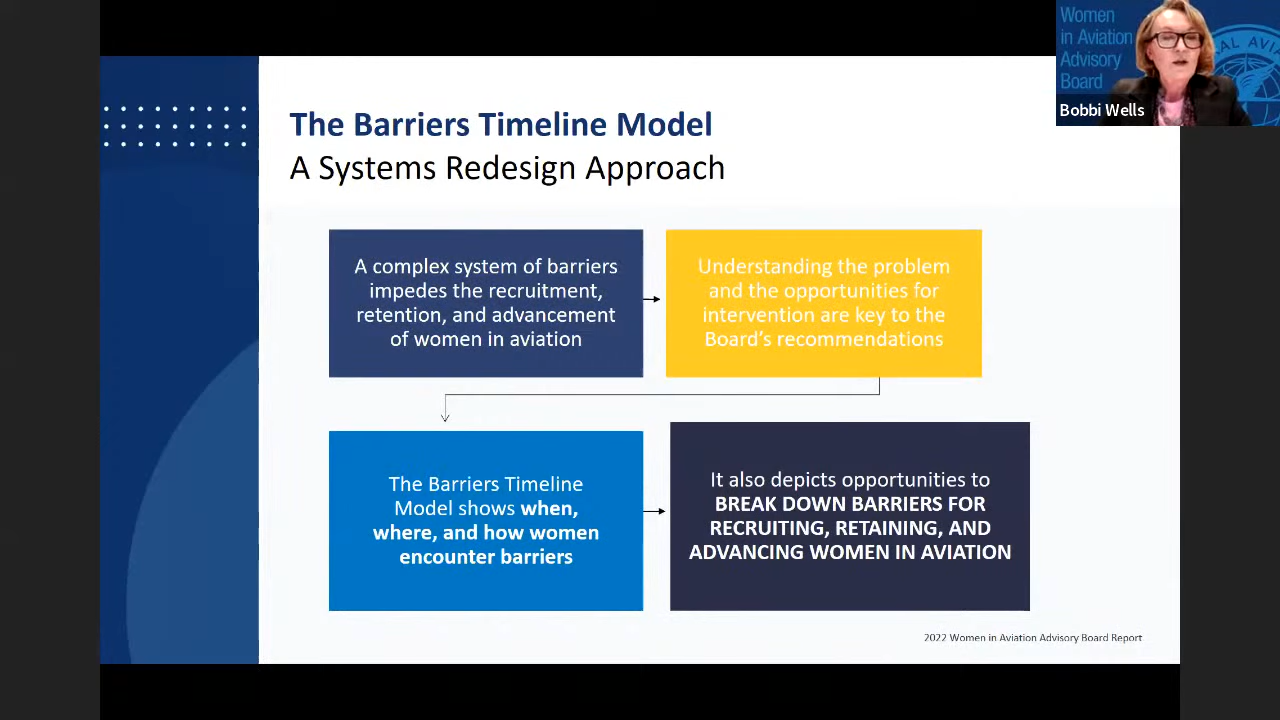 Women
in Aviation
Advisory
Board
Bobbi Wells
The Barriers Timeline Model
A Systems Redesign Approach
A complex system of barriers
impedes the recruitment,
retention, and advancement
of women in aviation
Understanding the problem
and the opportunities for
intervention are key to the
Board's recommendations
The Barriers Timeline
Model shows when,
where, and how women
encounter barriers
It also depicts opportunities to
BREAK DOWN BARRIERS FOR
RECRUITING, RETAINING, AND
ADVANCING WOMEN IN AVIATION
2022 Women in Aviation Advisory Board Report